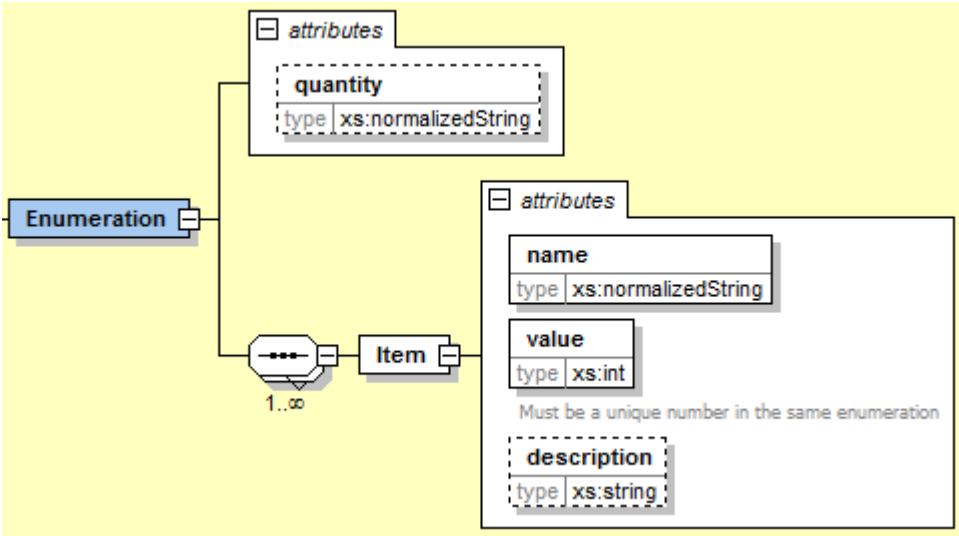 attributes
quantity
type xs:normalizedString
Enumeration
attributes
name
type xs:normalizedString
value
type xs:int
Must be a unique number in the same enumeration
description
type xs:string
Item
1..∞